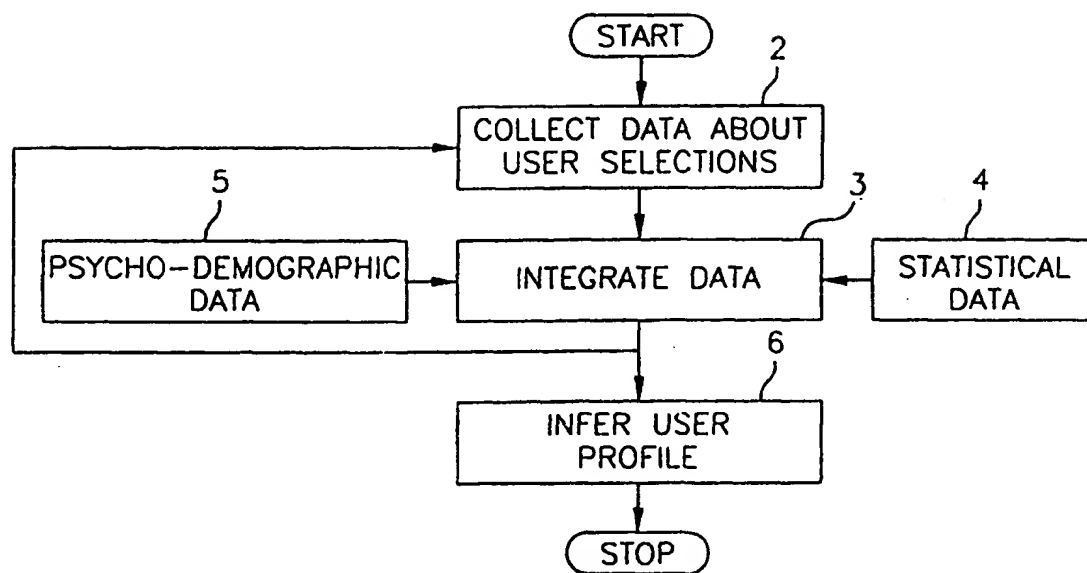 START
2
COLLECT DATA ABOUT
USER SELECTIONS
5
3
4
PSYCHO-DEMOGRAPHIC
DATA
INTEGRATE DATA
STATISTICAL
DATA
6
INFER USER
PROFILE
STOP